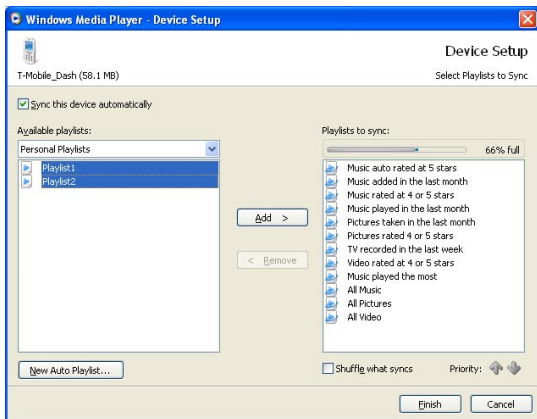 Windows Media Player - Device Setup
Device Setup
T-Mobile_Dash (58.1 MB)
Select Playlists to Sync
Sync this device automatically
Available playlists:
Personal Playlists
Playlist1
Playlist2
Add >
< Remove
New Auto Playlist...
Playlists to sync:
66% full
Music auto rated at 5 stars
Music added in the last month
Music rated at 4 or 5 stars
Music played in the last month
Pictures taken in the last month
Pictures rated 4 or 5 stars
TV recorded in the last week
Video rated at 4 or 5 stars
Music played the most
All Music
All Pictures
All Video
Shuffle what syncs
Priority:
Finish
Cancel